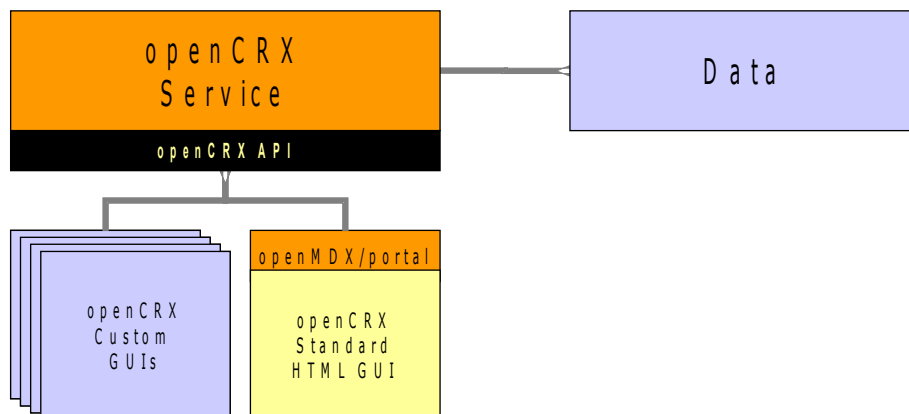 openCRX
Service
Data
openCRX API
openMDX/portal
openCRX
Custom
GUIs
openCRX
Standard
HTML GUI